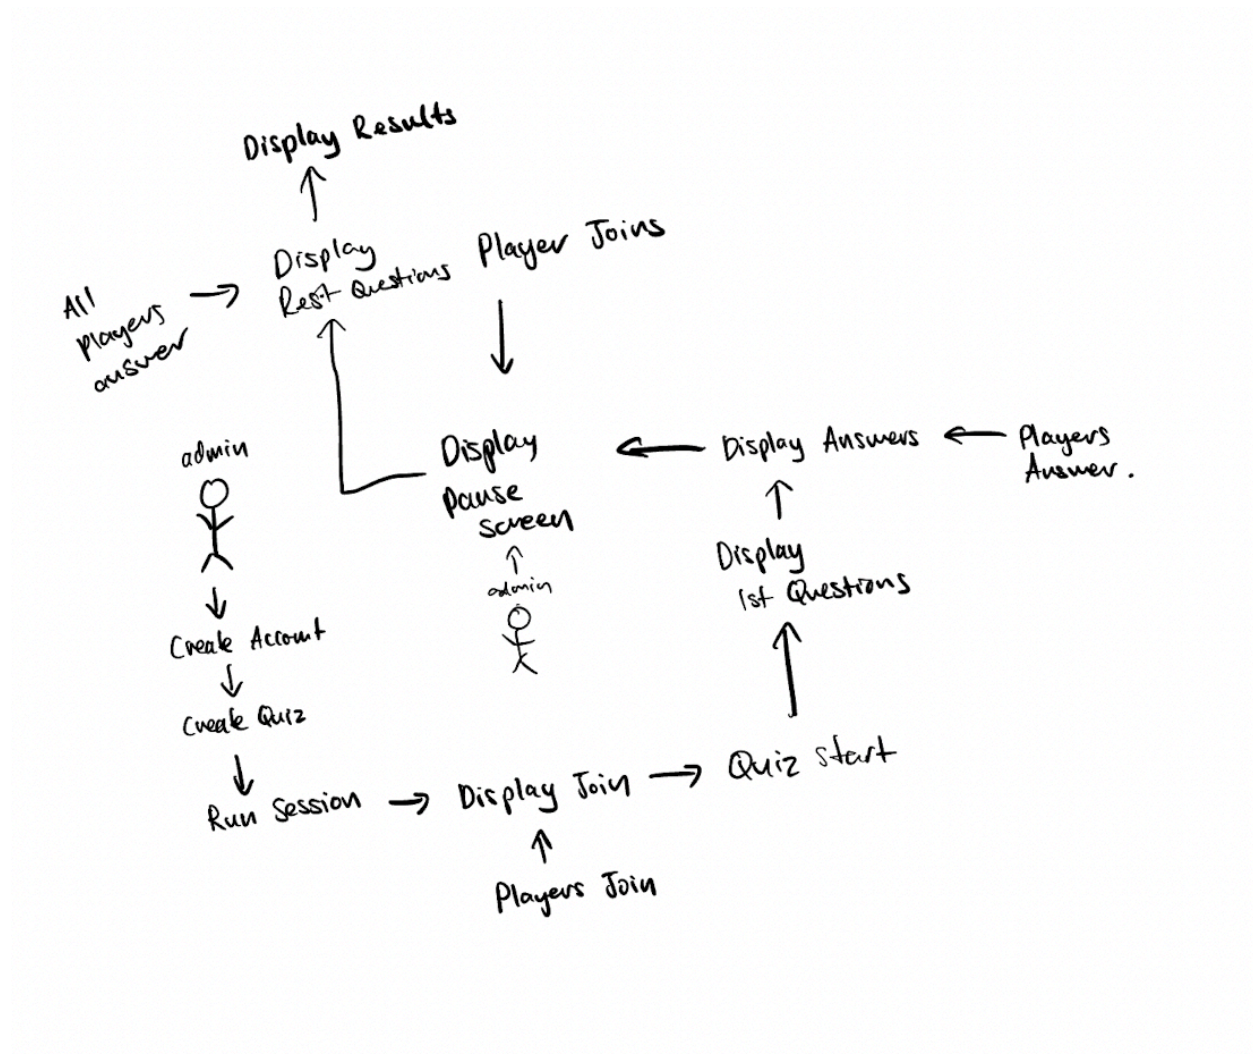 Display Results
Display
Rest Questions
Player Joins
All
players
answer
admin
Create Account
Create Quiz
Run Session
Display
pause
screen
admin
Display Answers
Players
Answer.
Display
1st Questions
Quiz start
Display Join
Players Join